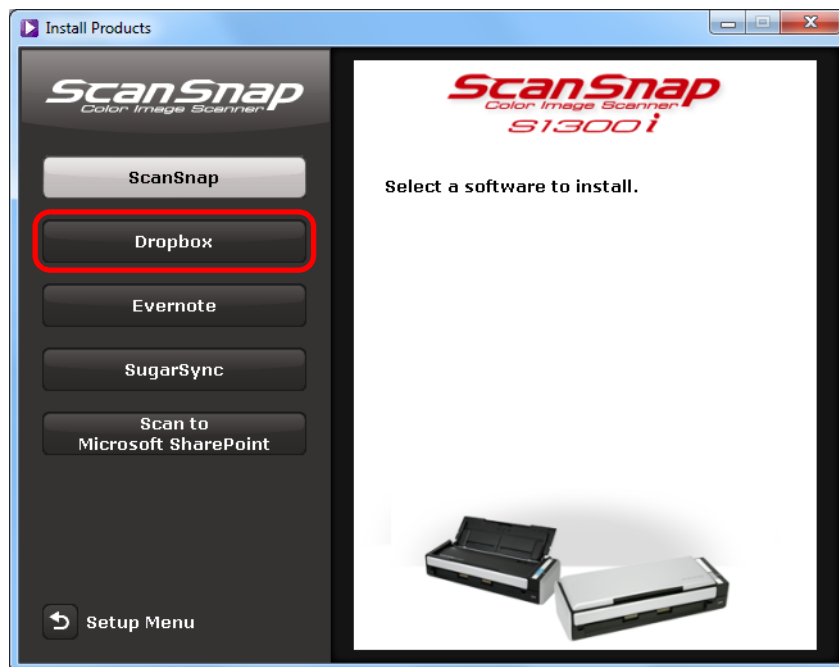 Install Products
ScanSnap
Color Image Scanner
ScanSnap
Color Image Scanner
S1300i
Select a software to install.
ScanSnap
Dropbox
Evernote
SugarSync
Scan to
Microsoft SharePoint
Setup Menu